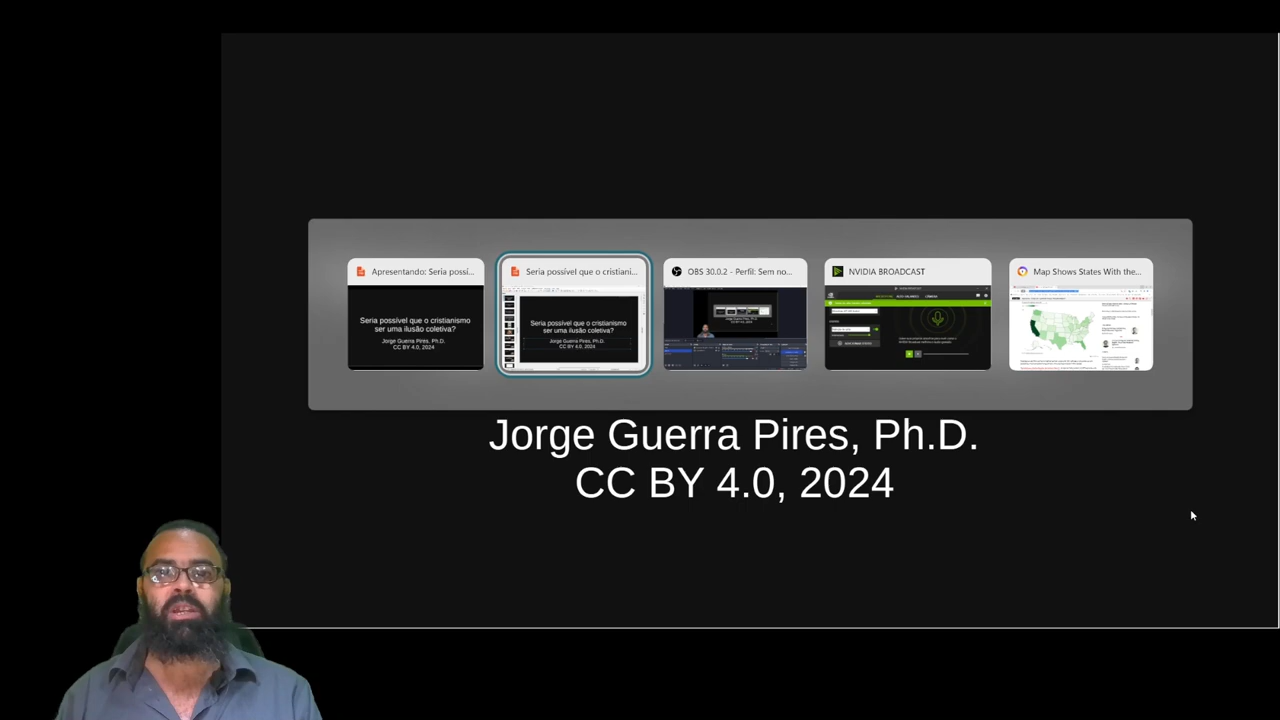 Apresentando: Seria possí...
Seria possível que o cristiani...
OBS 30.0.2 - Perfil: Sem no...
NVIDIA BROADCAST
Map Shows States With the...
Seria possível que o cristianismo
ser uma ilusão coletiva?
Jorge Guerra Pires, Ph.D.
CC BY 4.0, 2024
Seria possível que o cristianismo
ser uma ilusão coletiva?
Jorge Guerra Pires, Ph.D.
CC BY 4.0, 2024
Jorge Guerra Pires, Ph.D.
CC BY 4.0, 2024